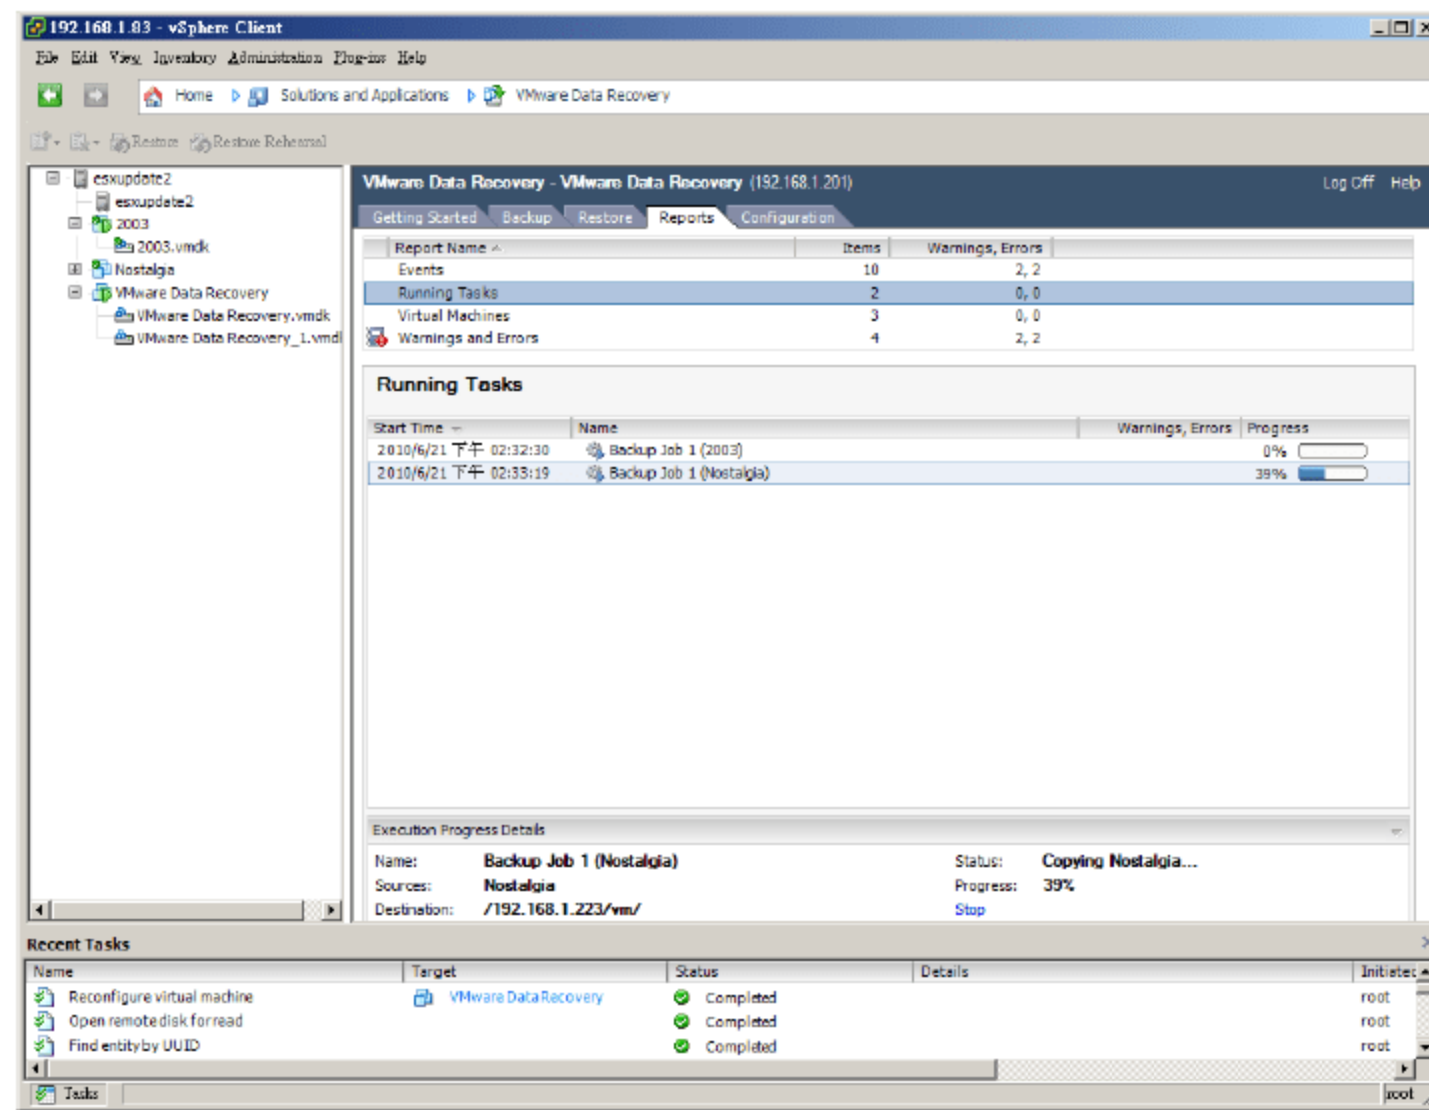 192.168.1.83 - vSphere Client
File Edit View Inventory Administration Plug-ins Help
Home Solutions and Applications VMware Data Recovery
Restore Restore Rehearsal
esxupdate2
esxupdate2
2003
2003.vmdk
Nostalgia
VMware Data Recovery
VMware Data Recovery.vmdk
VMware Data Recovery_1.vmd
VMware Data Recovery - VMware Data Recovery (192.168.1.201) Log Off Help
Getting Started Backup Restore Reports Configuration
Report Name Items Warnings, Errors
Events 10 2, 2
Running Tasks 2 0, 0
Virtual Machines 3 0, 0
Warnings and Errors 4 2, 2
Running Tasks
Start Time Name Warnings, Errors Progress
2010/6/21 下午 02:32:30 Backup Job 1 (2003) 0%
2010/6/21 下午 02:33:19 Backup Job 1 (Nostalgia) 39%
Execution Progress Details
Name: Backup Job 1 (Nostalgia) Status: Copying Nostalgia...
Sources: Nostalgia Progress: 39%
Destination: /192.168.1.223/vm/ Stop
Recent Tasks
Name Target Status Details Initiated
Reconfigure virtual machine VMware Data Recovery Completed root
Open remote disk for read Completed root
Find entity by UUID Completed root
Tasks root